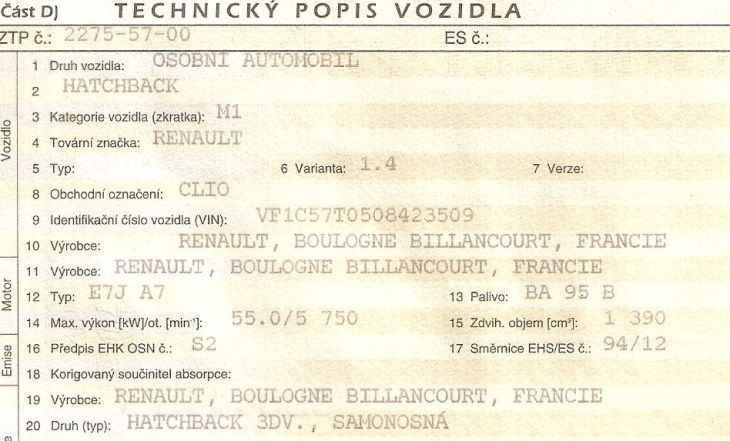 Část D) TECHNICKÝ POPIS VOZIDLA
ZTP č.: 2275-57-00 ES č.:
1 Druh vozidla: OSOBNÍ AUTOMOBIL
2 HATCHBACK
3 Kategorie vozidla (zkratka): M1
4 Tovární značka: RENAULT
5 Typ: 6 Varianta: 1.4 7 Verze:
8 Obchodní označení: CLIO
9 Identifikační číslo vozidla (VIN): VF1C57T0508423509
10 Výrobce: RENAULT, BOULOGNE BILLANCOURT, FRANCIE
11 Výrobce: RENAULT, BOULOGNE BILLANCOURT, FRANCIE
12 Typ: E7J A7 13 Palivo: BA 95 B
14 Max. výkon [kW]/ot. [min⁻¹]: 55.0/5 750 15 Zdvih. objem [cm³]: 1 390
16 Předpis EHK OSN č.: S2 17 Směrnice EHS/ES č.: 94/12
18 Korigovaný součinitel absorpce:
19 Výrobce: RENAULT, BOULOGNE BILLANCOURT, FRANCIE
20 Druh (typ): HATCHBACK 3DV., SAMONOSNÁ
Vozidlo
Motor
Emise